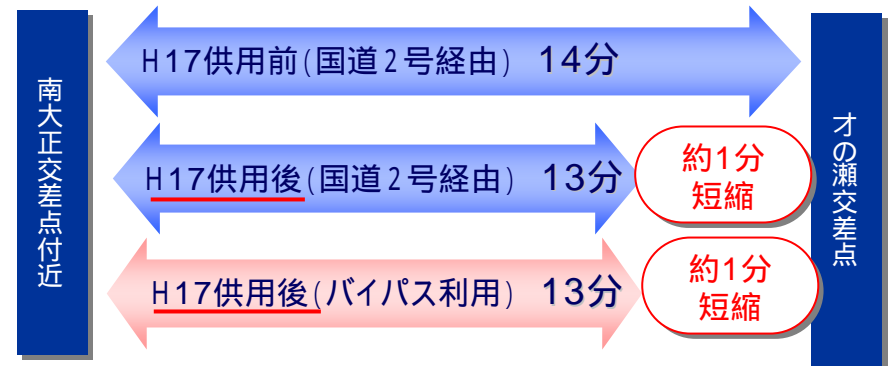 南大正交差点付近
H17供用前(国道2号経由) 14分
H17供用後(国道2号経由) 13分
約1分
短縮
H17供用後(バイパス利用) 13分
約1分
短縮
才の瀬交差点